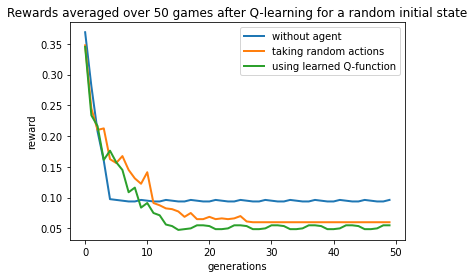 Rewards averaged over 50 games after Q-learning for a random initial state
without agent
taking random actions
using learned Q-function
reward
0.35
0.30
0.25
0.20
0.15
0.10
0.05
0
10
20
30
40
50
generations